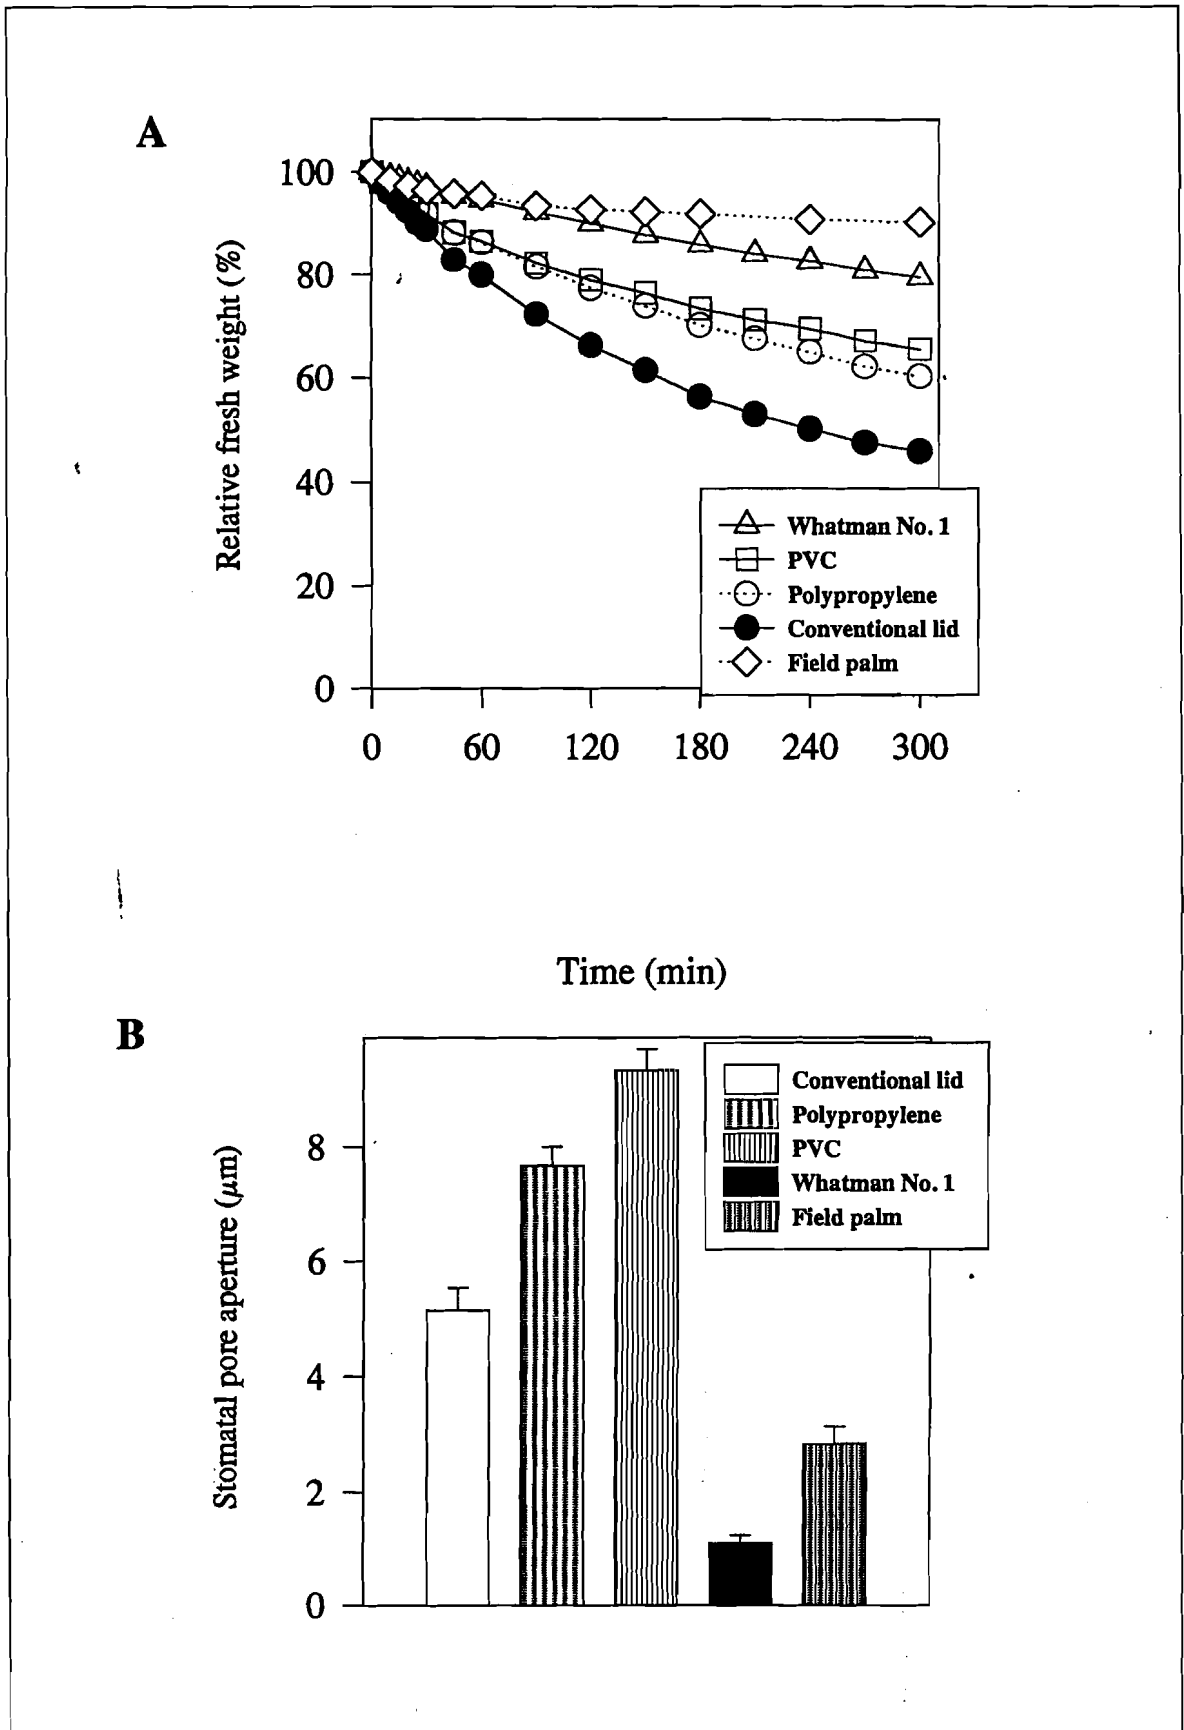 A
100
80
60
40
20
0
Relative fresh weight (%)
Whatman No. 1
PVC
Polypropylene
Conventional lid
Field palm
0 60 120 180 240 300
Time (min)
B
8
6
4
2
0
Stomatal pore aperture (μm)
Conventional lid
Polypropylene
PVC
Whatman No. 1
Field palm